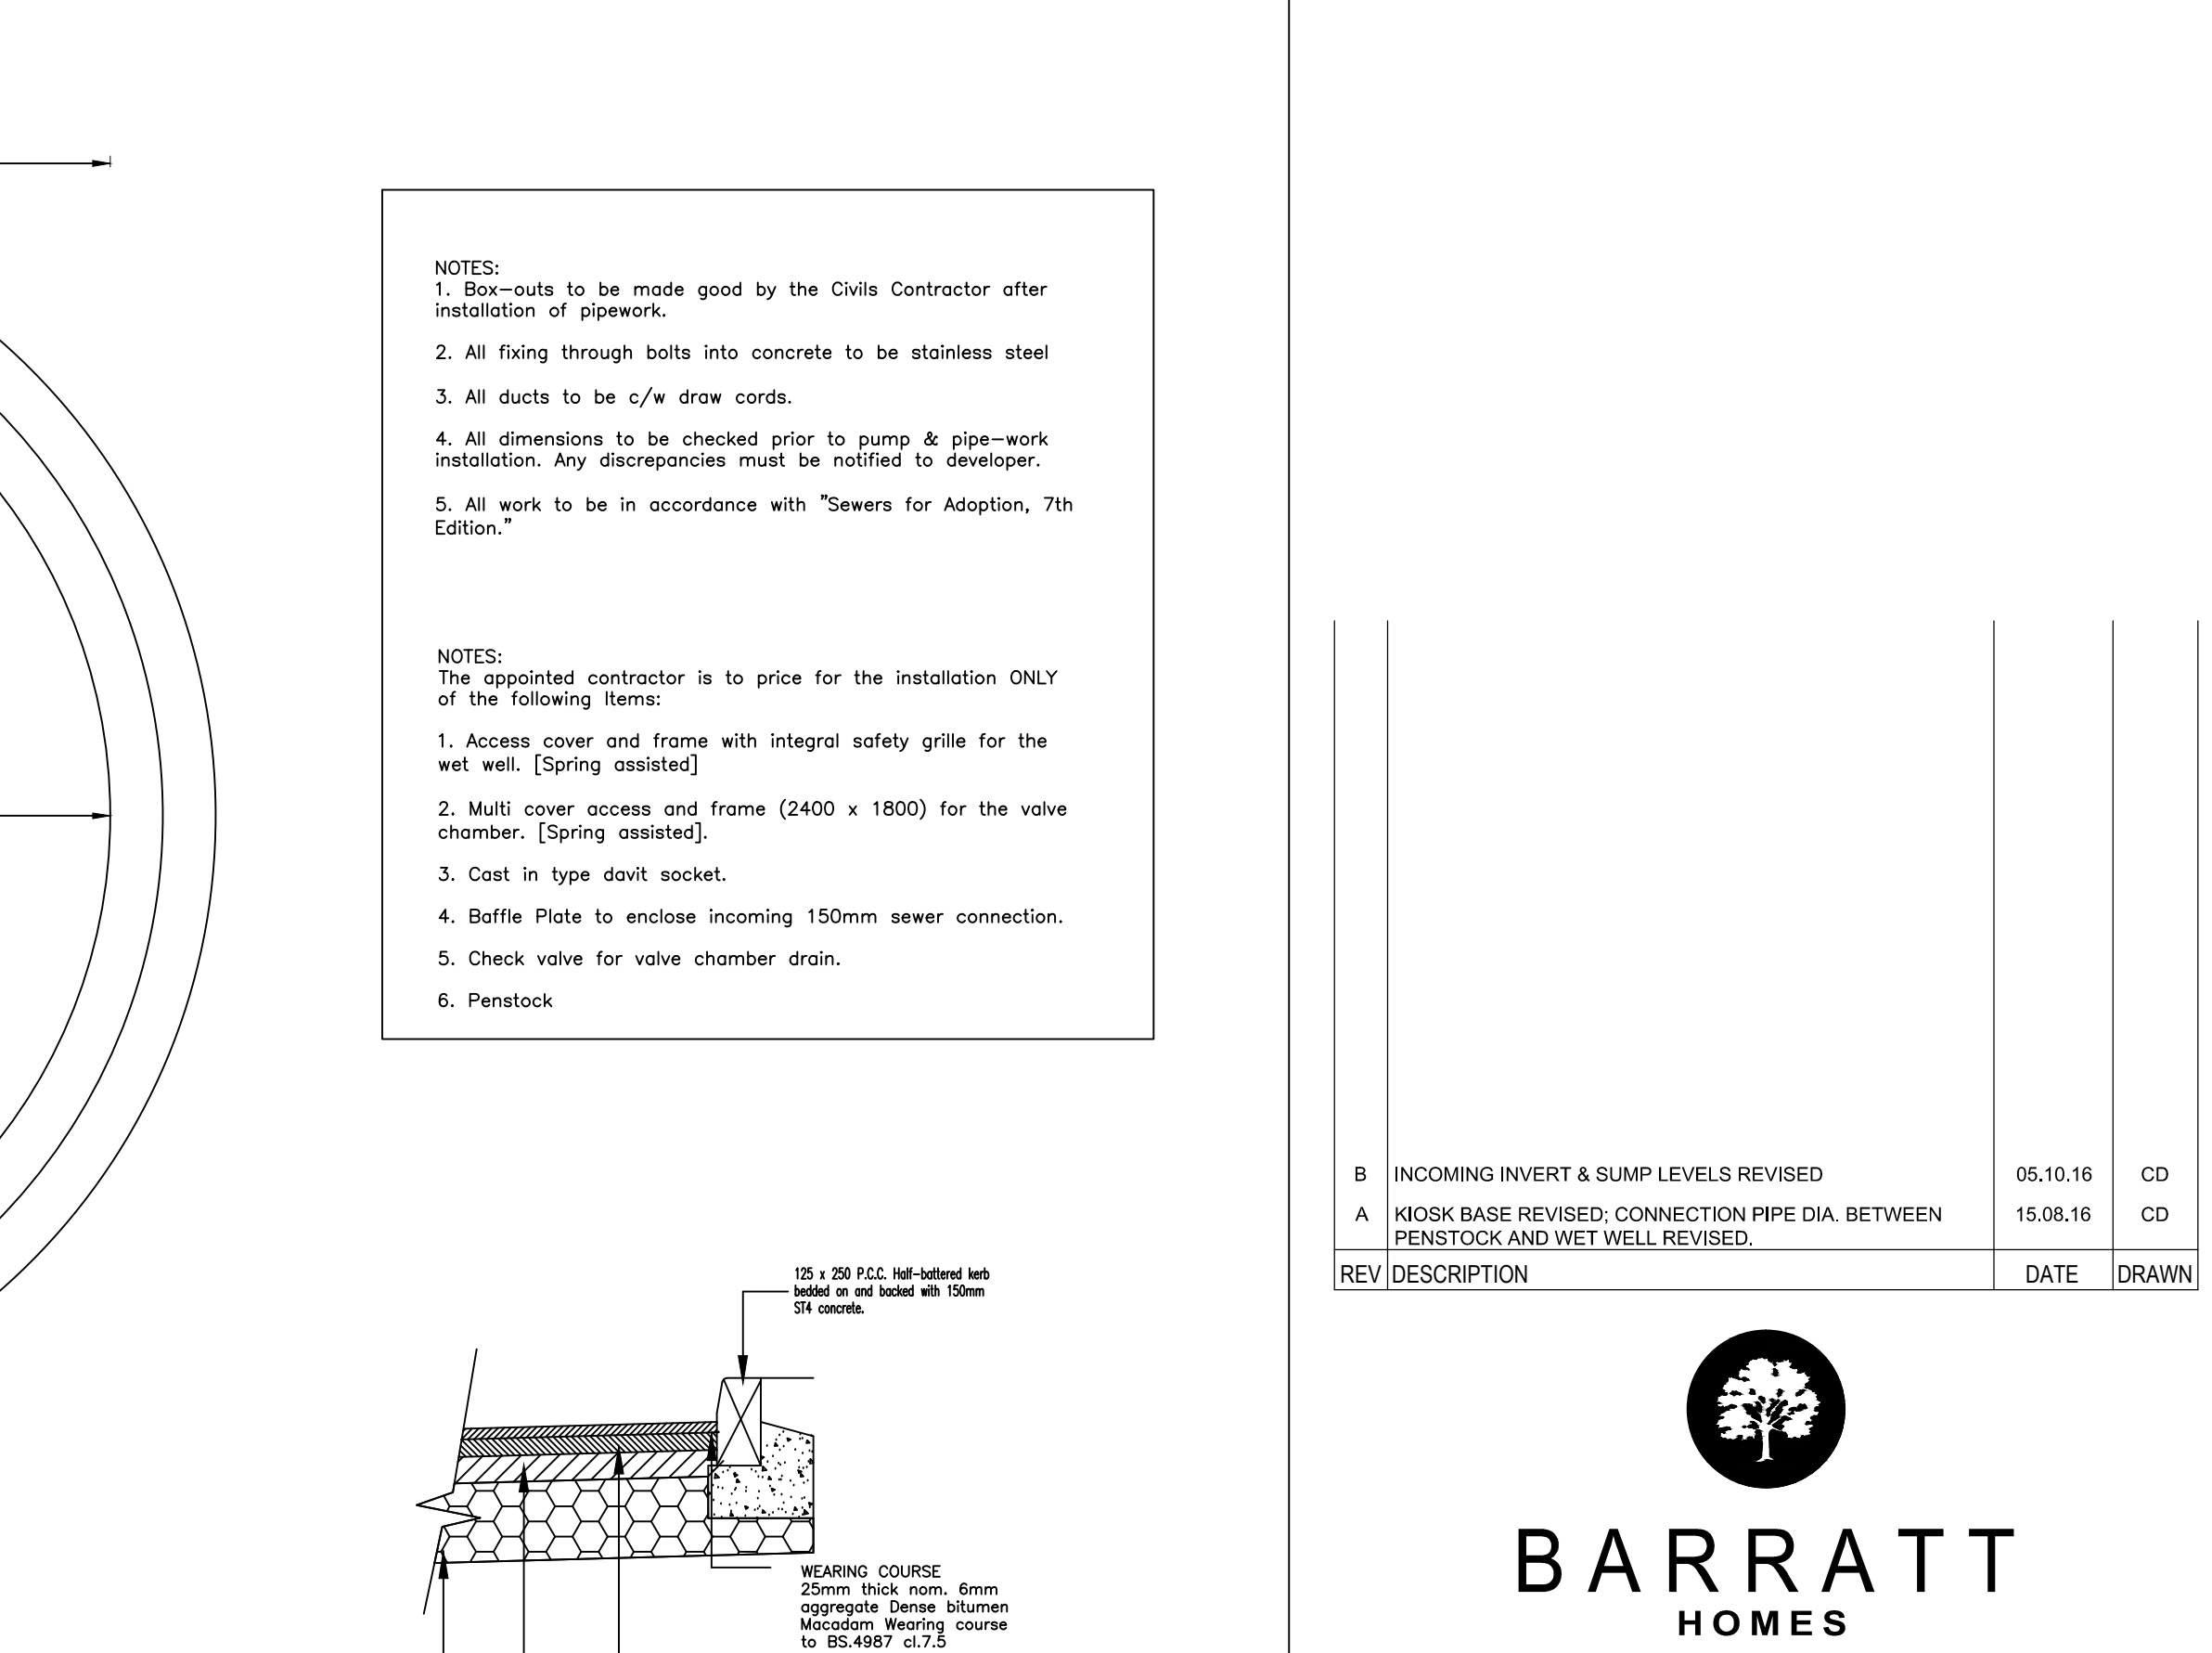 NOTES:
1. Box-outs to be made good by the Civils Contractor after
installation of pipework.
2. All fixing through bolts into concrete to be stainless steel
3. All ducts to be c/w draw cords.
4. All dimensions to be checked prior to pump & pipe-work
installation. Any discrepancies must be notified to developer.
5. All work to be in accordance with "Sewers for Adoption, 7th
Edition."
NOTES:
The appointed contractor is to price for the installation ONLY
of the following Items:
1. Access cover and frame with integral safety grille for the
wet well. [Spring assisted]
2. Multi cover access and frame (2400 x 1800) for the valve
chamber. [Spring assisted].
3. Cast in type davit socket.
4. Baffle Plate to enclose incoming 150mm sewer connection.
5. Check valve for valve chamber drain.
6. Penstock
125 x 250 P.C.C. Half-battered kerb
bedded on and backed with 150mm
ST4 concrete.
WEARING COURSE
25mm thick nom. 6mm
aggregate Dense bitumen
Macadam Wearing course
to BS.4987 cl.7.5
B INCOMING INVERT & SUMP LEVELS REVISED 05.10.16 CD
A KIOSK BASE REVISED; CONNECTION PIPE DIA. BETWEEN 15.08.16 CD
PENSTOCK AND WET WELL REVISED.
REV DESCRIPTION DATE DRAWN
BARRATT
HOMES